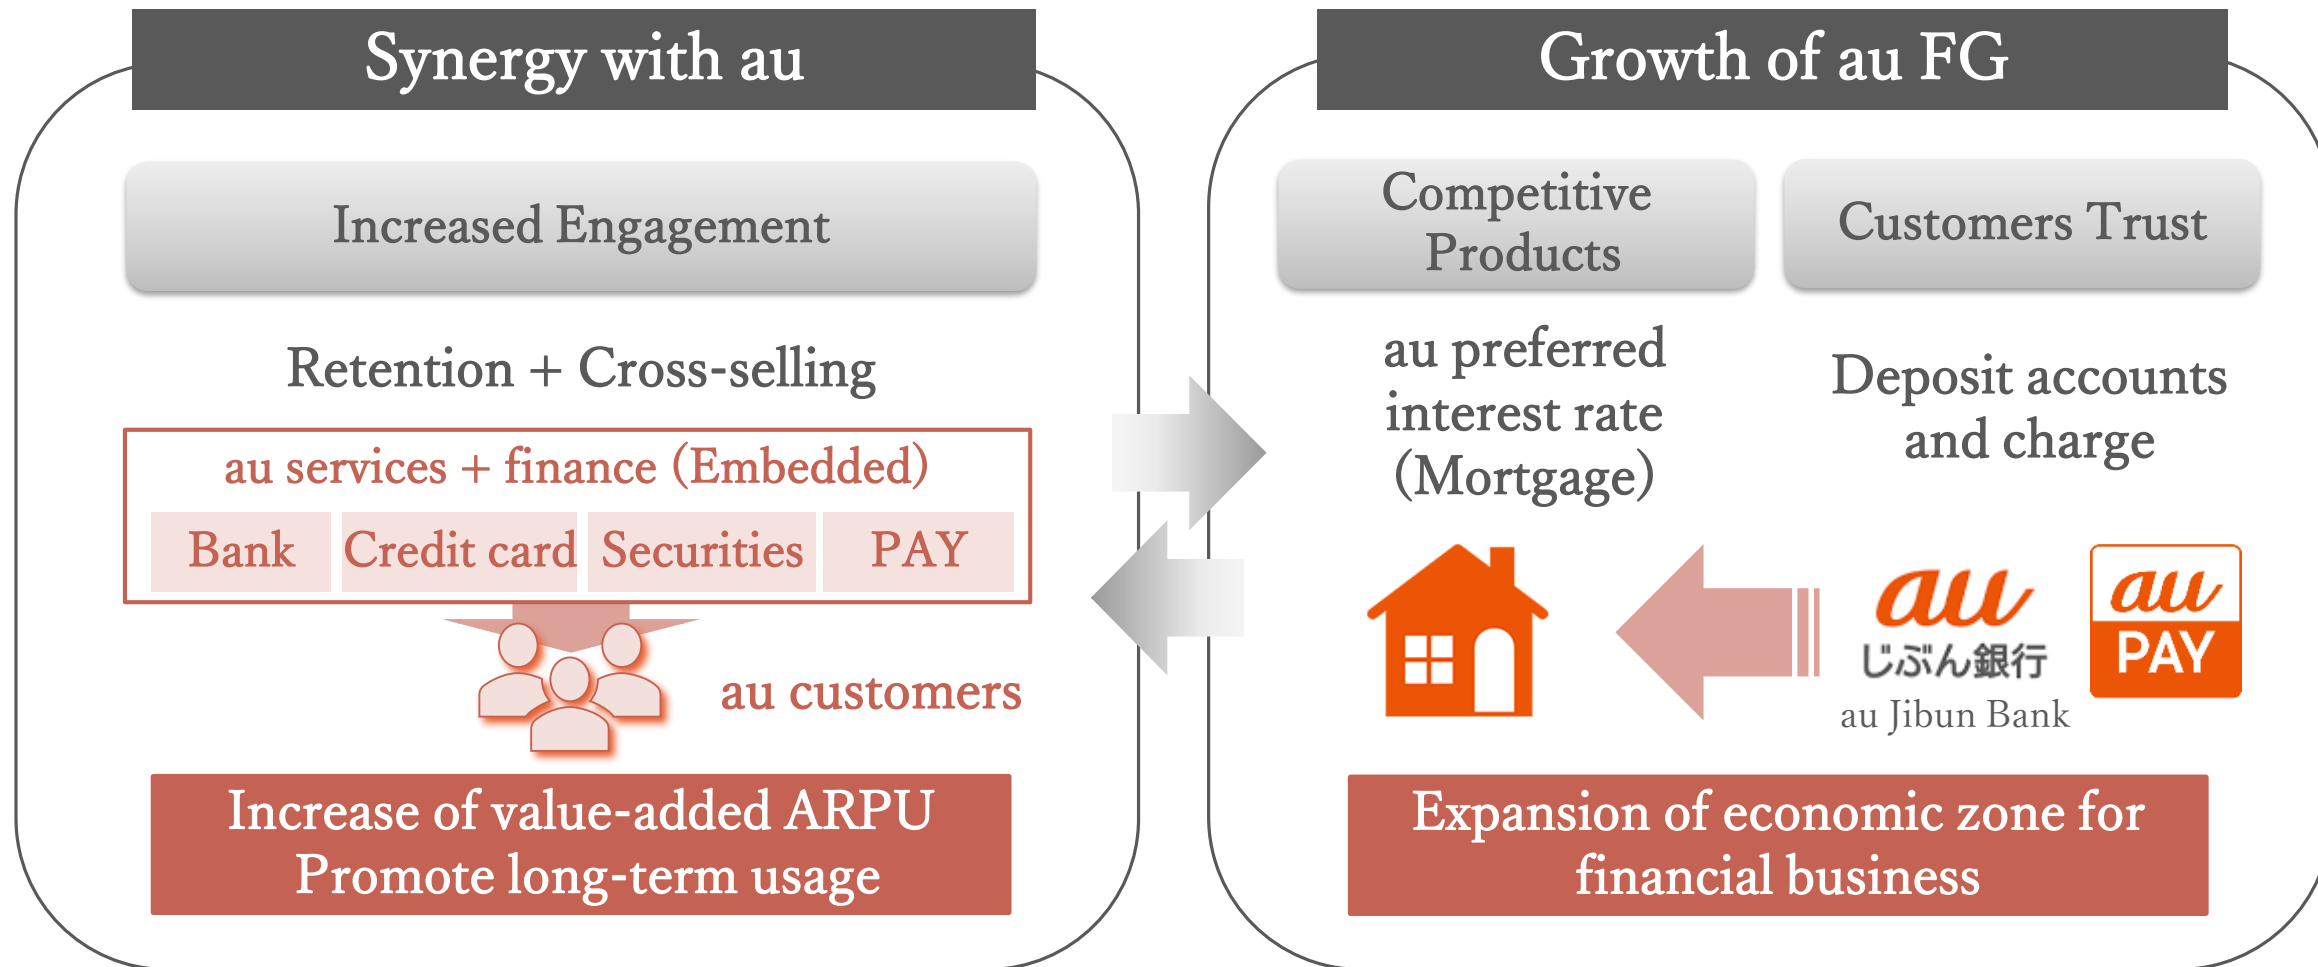 Synergy with au
Increased Engagement
Retention + Cross-selling
au services + finance (Embedded)
Bank
Credit card
Securities
PAY
au customers
Increase of value-added ARPU
Promote long-term usage
Growth of au FG
Competitive
Products
au preferred
interest rate
(Mortgage)
Customers Trust
Deposit accounts
and charge
au
じぶん銀行
au Jibun Bank
au
PAY
Expansion of economic zone for
financial business